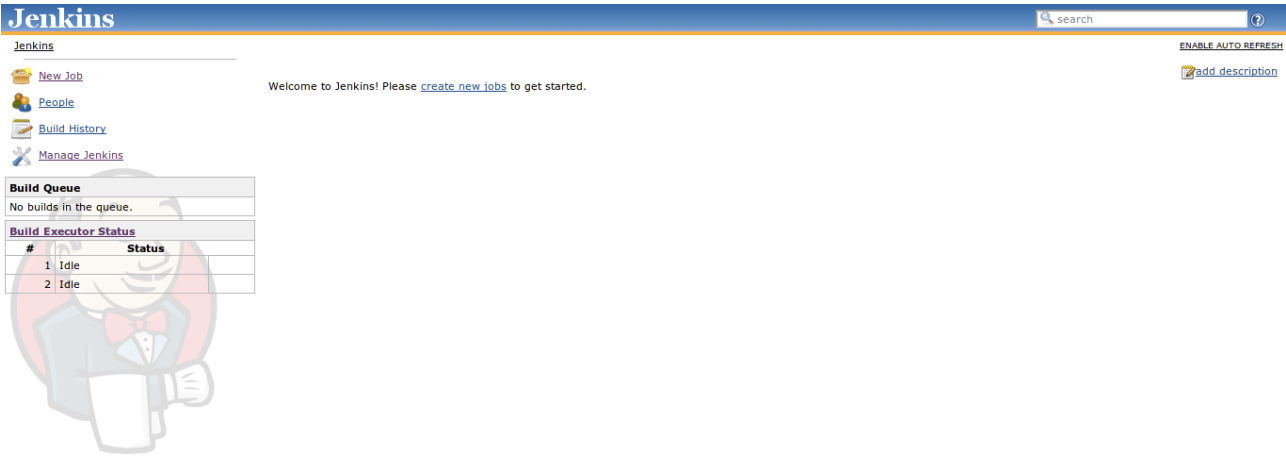 Jenkins
search
Jenkins
ENABLE AUTO REFRESH
New Job
add description
People
Welcome to Jenkins! Please create new jobs to get started.
Build History
Manage Jenkins
Build Queue
No builds in the queue.
Build Executor Status
# Status
1 Idle
2 Idle